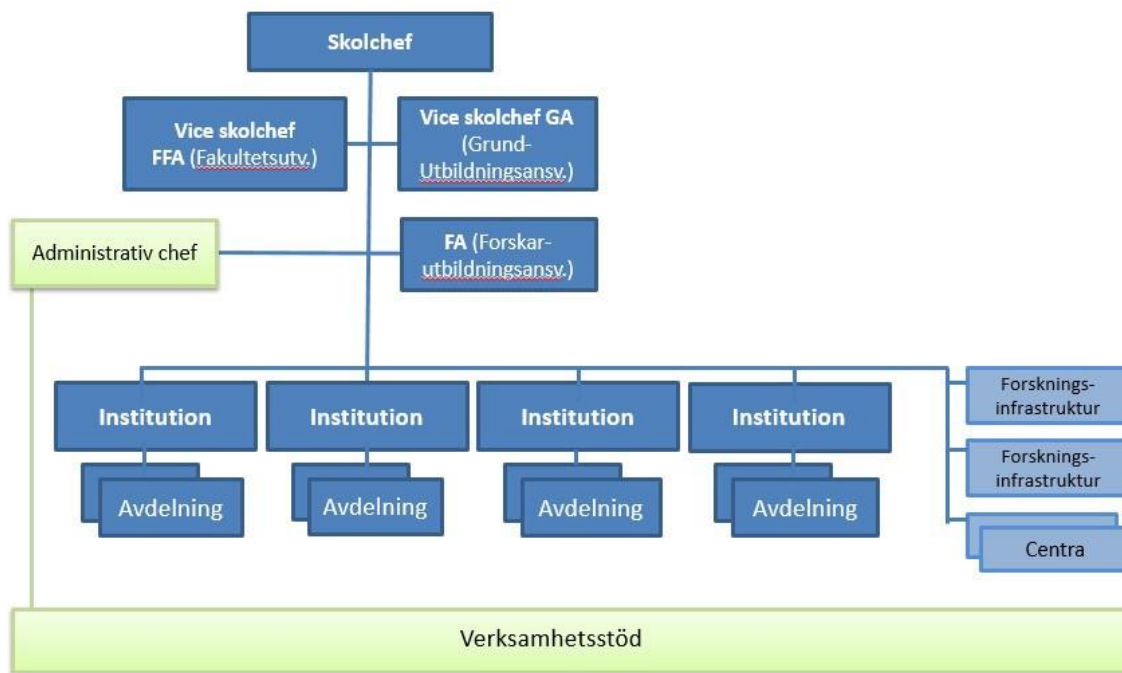 Skolchef
Vice skolchef
FFA (Fakultetsutv.)
Vice skolchef GA
(Grund-
Utbildningsansv.)
Administrativ chef
FA (Forskar-
utbildningsansv.)
Institution
Institution
Institution
Institution
Forsknings-
infrastruktur
Avdelning
Avdelning
Avdelning
Avdelning
Forsknings-
infrastruktur
Centra
Verksamhetsstöd